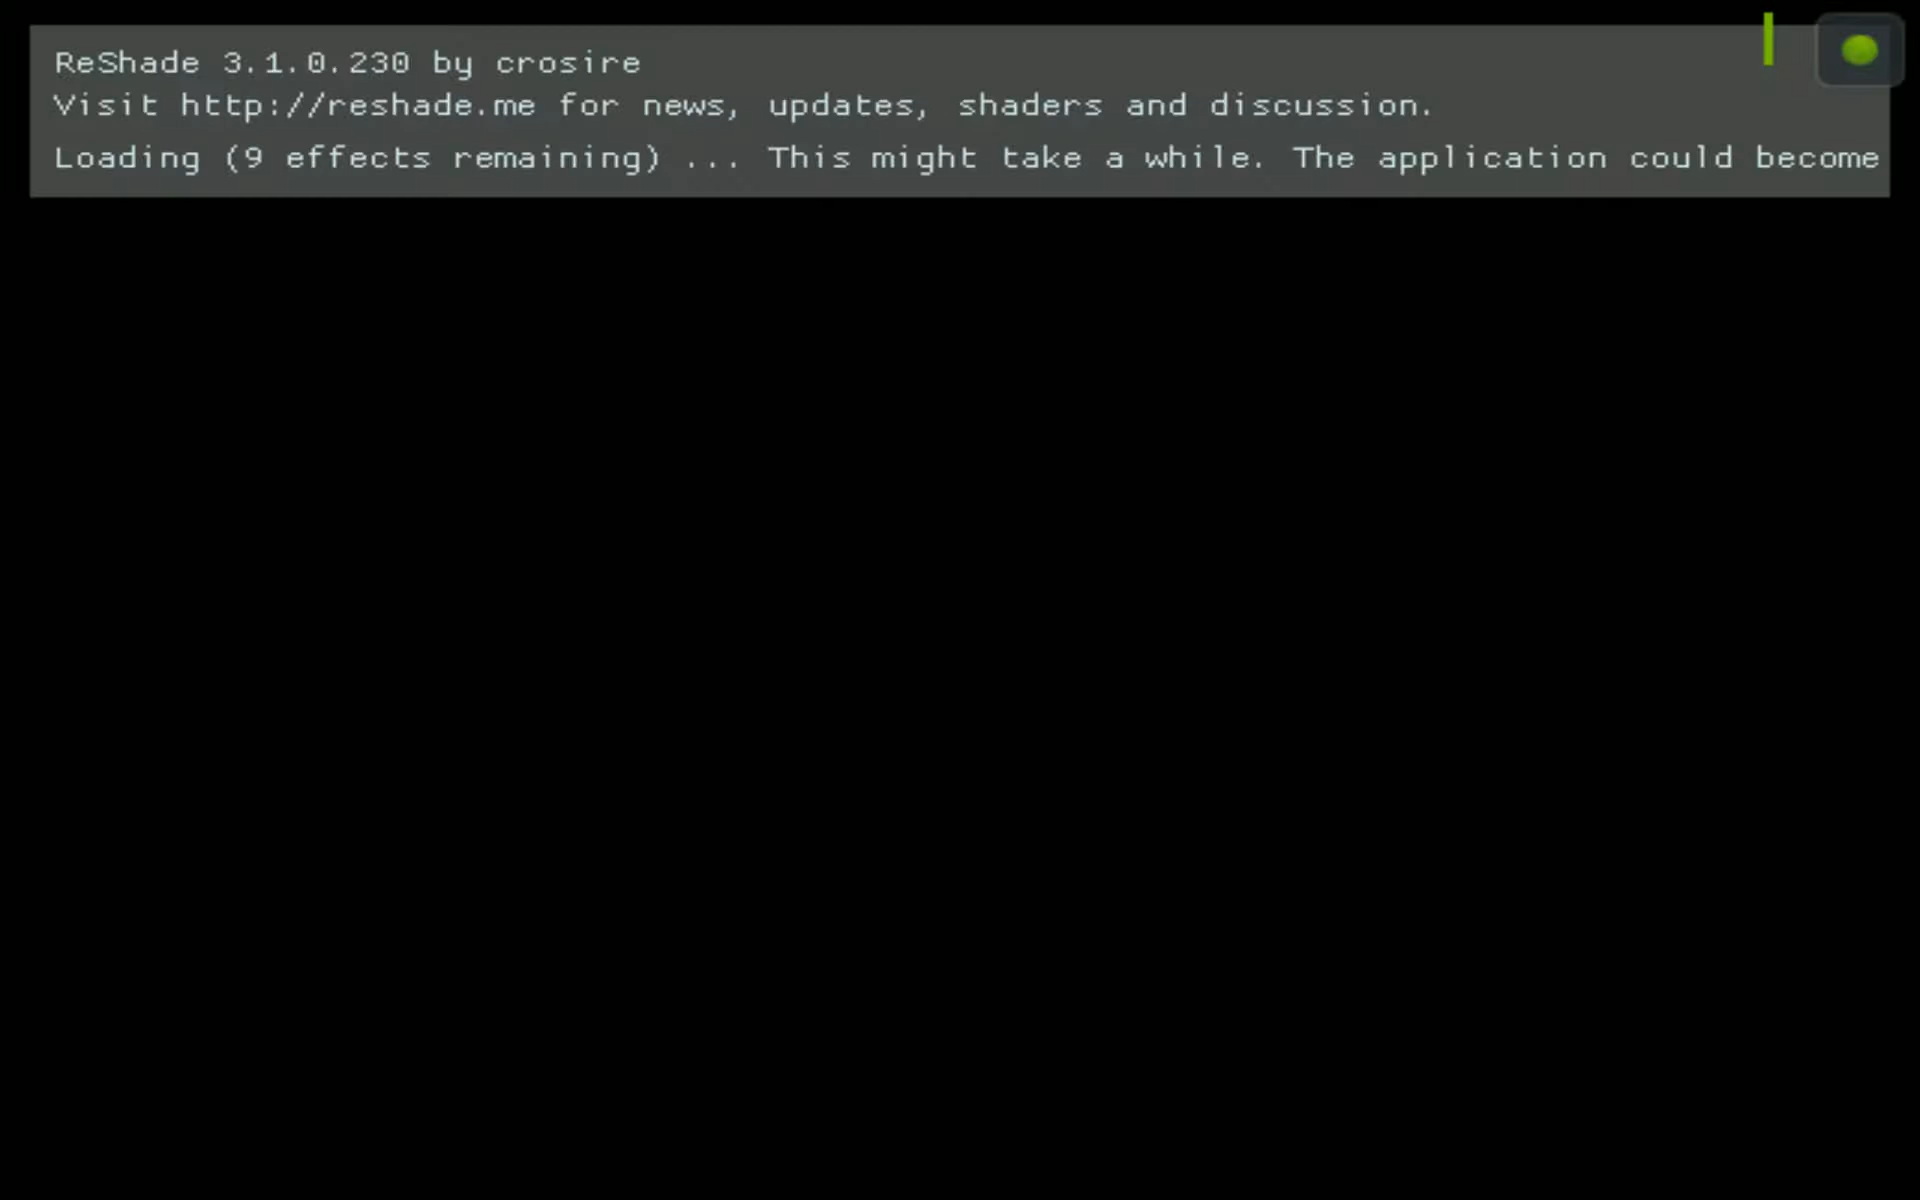 ReShade 3.1.0.230 by crosire
Visit http://reshade.me for news, updates, shaders and discussion.
Loading (9 effects remaining) ... This might take a while. The application could become